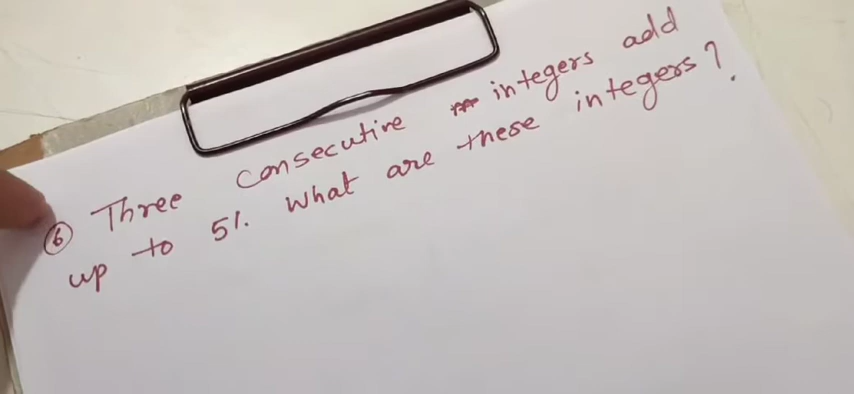 ⑥ Three consecutive integers add
up to 51. What are these integers?